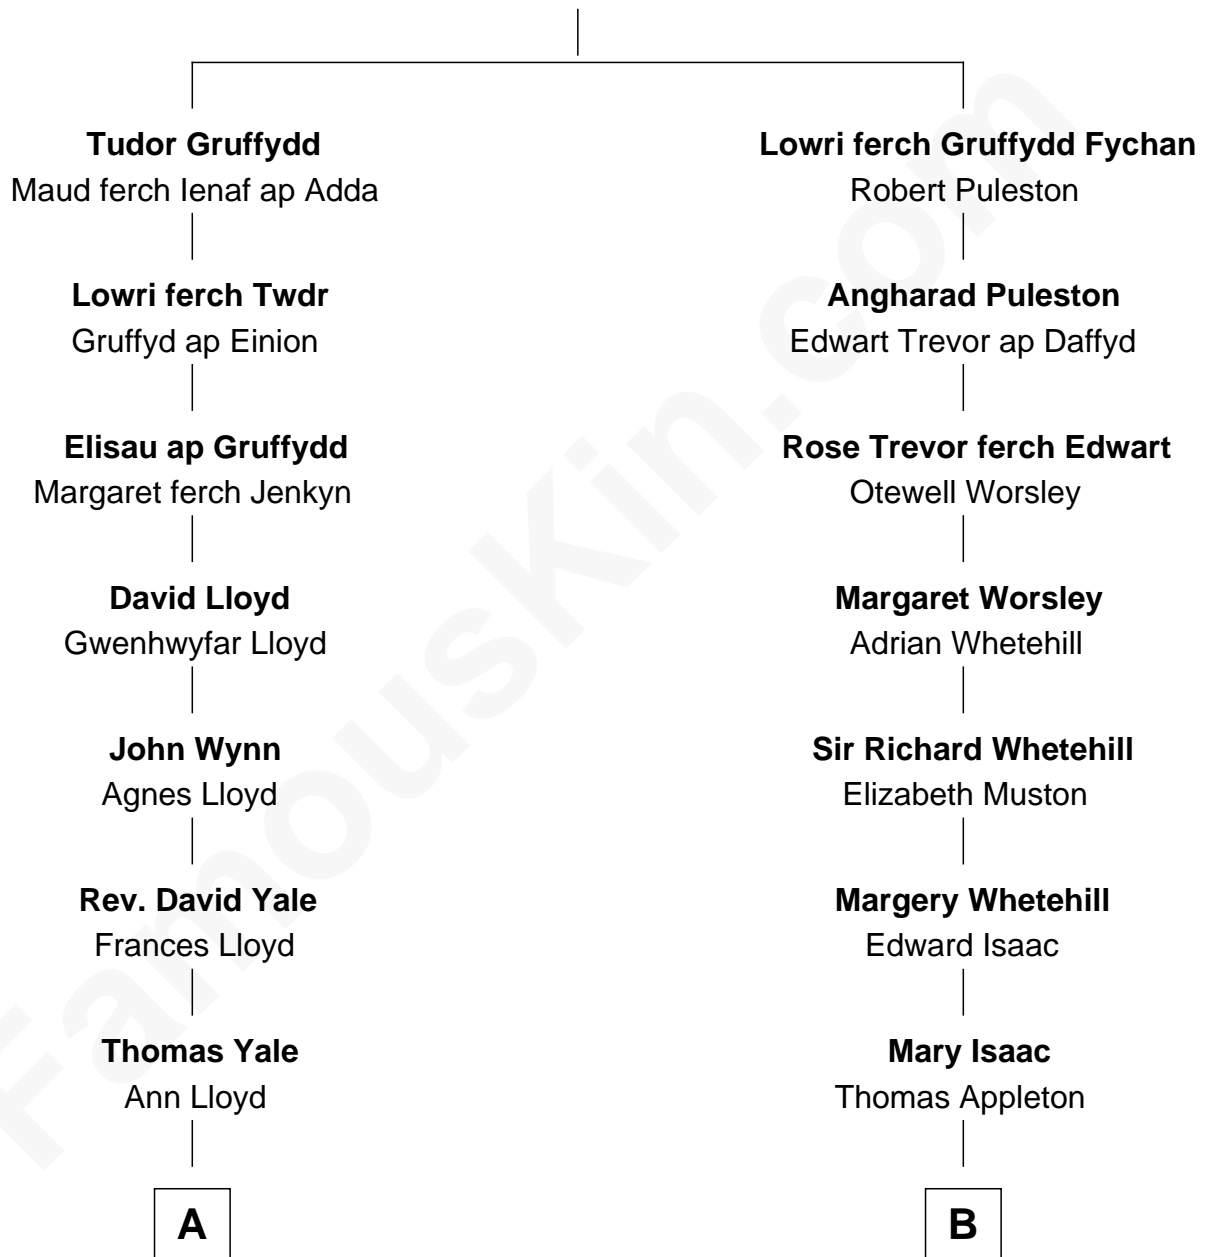 Tudor Gruffydd
Maud ferch Ienaf ap Adda
Lowri ferch Twdr
Gruffyd ap Einion
Elisau ap Gruffydd
Margaret ferch Jenkyn
David Lloyd
Gwenhwyfar Lloyd
John Wynn
Agnes Lloyd
Rev. David Yale
Frances Lloyd
Thomas Yale
Ann Lloyd
A
Lowri ferch Gruffydd Fychan
Robert Puleston
Angharad Puleston
Edwart Trevor ap Daffyd
Rose Trevor ferch Edwart
Otewell Worsley
Margaret Worsley
Adrian Whetehill
Sir Richard Whetehill
Elizabeth Muston
Margery Whetehill
Edward Isaac
Mary Isaac
Thomas Appleton
B
FamousKin.com